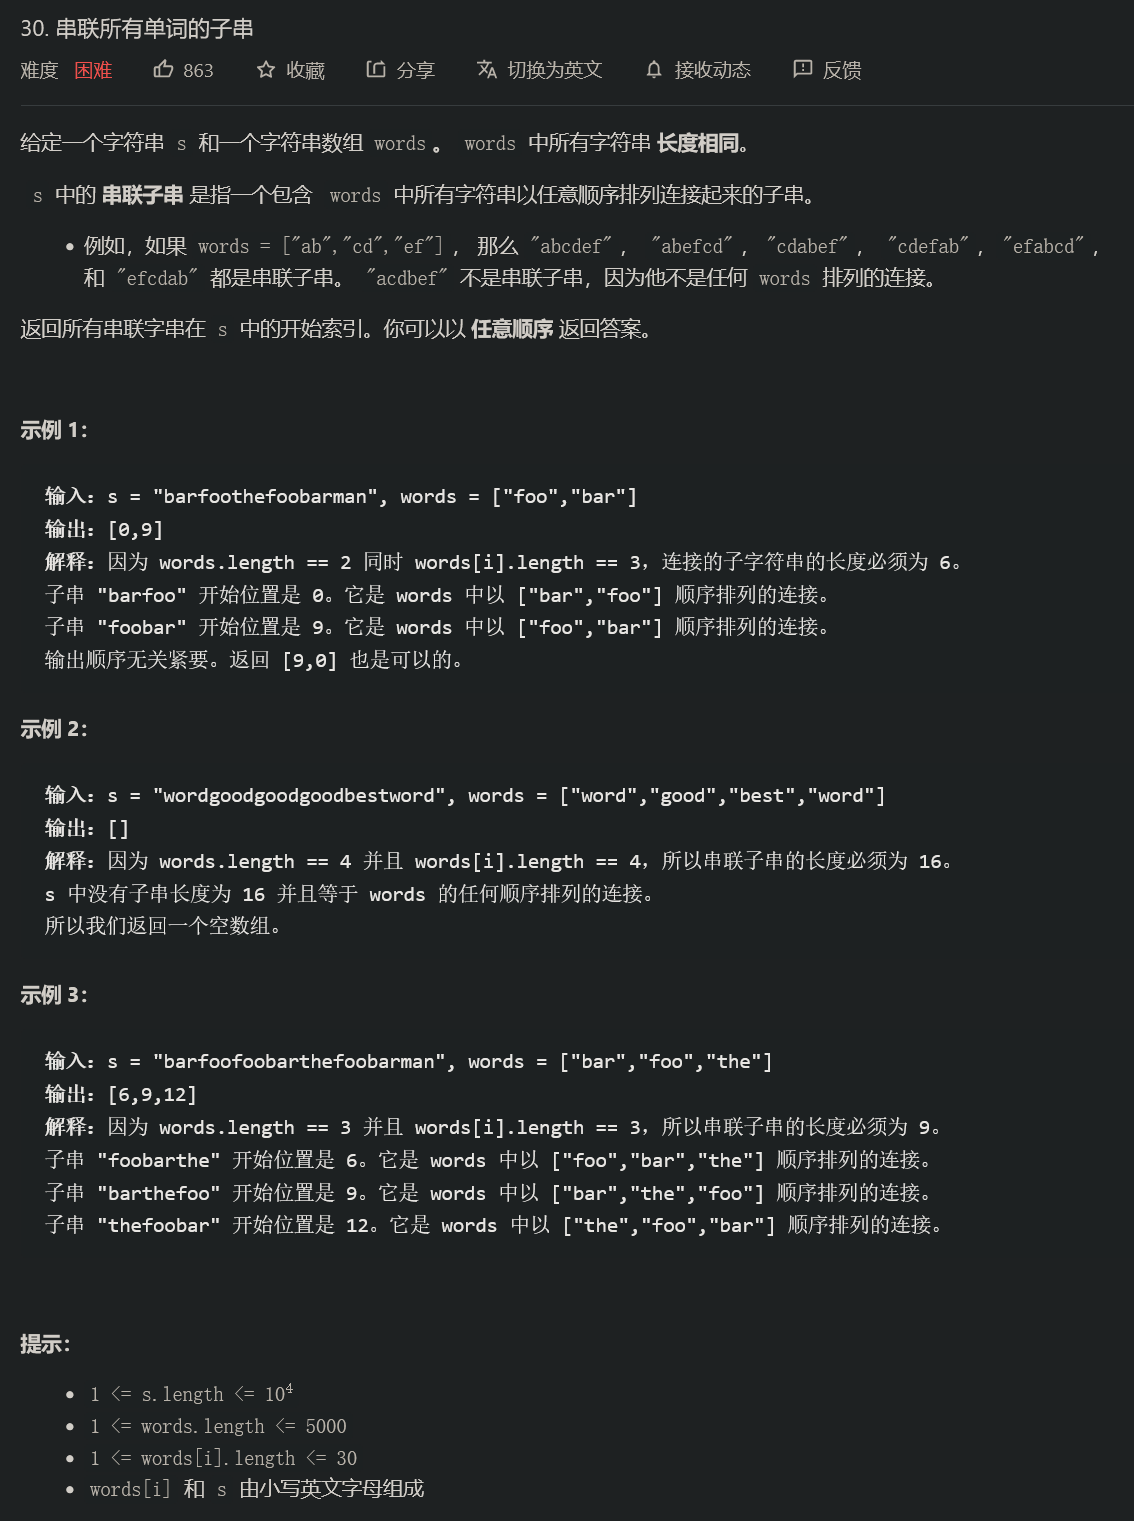 30. 串联所有单词的子串
难度 困难 863 收藏 分享 切换为英文 接收动态 反馈
给定一个字符串 s 和一个字符串数组 words。 words 中所有字符串 长度相同。
s 中的 串联子串 是指一个包含 words 中所有字符串以任意顺序排列连接起来的子串。
• 例如，如果 words = ["ab","cd","ef"]， 那么 "abcdef"， "abefcd"，"cdabef"， "cdefab"，"efabcd"，
和 "efcdab" 都是串联子串。 "acdbef" 不是串联子串，因为他不是任何 words 排列的连接。
返回所有串联字串在 s 中的开始索引。你可以以 任意顺序 返回答案。
示例 1：
输入：s = "barfoothefoobarman", words = ["foo","bar"]
输出：[0,9]
解释：因为 words.length == 2 同时 words[i].length == 3，连接的子字符串的长度必须为 6。
子串 "barfoo" 开始位置是 0。它是 words 中以 ["bar","foo"] 顺序排列的连接。
子串 "foobar" 开始位置是 9。它是 words 中以 ["foo","bar"] 顺序排列的连接。
输出顺序无关紧要。返回 [9,0] 也是可以的。
示例 2：
输入：s = "wordgoodgoodgoodbestword", words = ["word","good","best","word"]
输出：[]
解释：因为 words.length == 4 并且 words[i].length == 4，所以串联子串的长度必须为 16。
s 中没有子串长度为 16 并且等于 words 的任何顺序排列的连接。
所以我们返回一个空数组。
示例 3：
输入：s = "barfoofoobarthefoobarman", words = ["bar","foo","the"]
输出：[6,9,12]
解释：因为 words.length == 3 并且 words[i].length == 3，所以串联子串的长度必须为 9。
子串 "foobarthe" 开始位置是 6。它是 words 中以 ["foo","bar","the"] 顺序排列的连接。
子串 "barthefoo" 开始位置是 9。它是 words 中以 ["bar","the","foo"] 顺序排列的连接。
子串 "thefoobar" 开始位置是 12。它是 words 中以 ["the","foo","bar"] 顺序排列的连接。
提示：
• 1 <= s.length <= 10⁴
• 1 <= words.length <= 5000
• 1 <= words[i].length <= 30
• words[i] 和 s 由小写英文字母组成